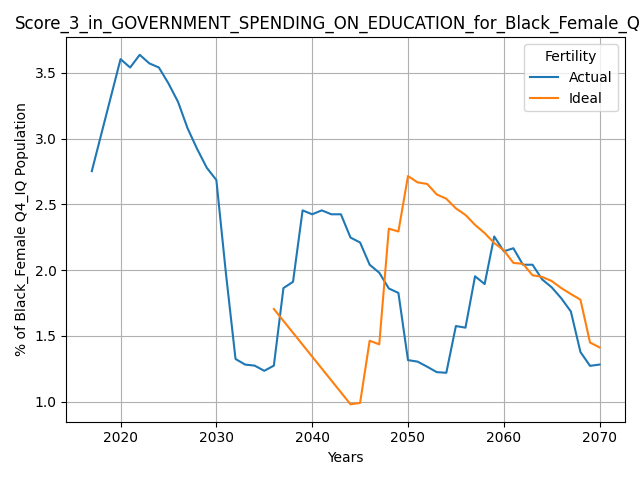 Score_3_in_GOVERNMENT_SPENDING_ON_EDUCATION_for_Black_Female_Q
Fertility
Actual
Ideal
% of Black_Female Q4_IQ Population
3.5
3.0
2.5
2.0
1.5
1.0
2020 2030 2040 2050 2060 2070
Years